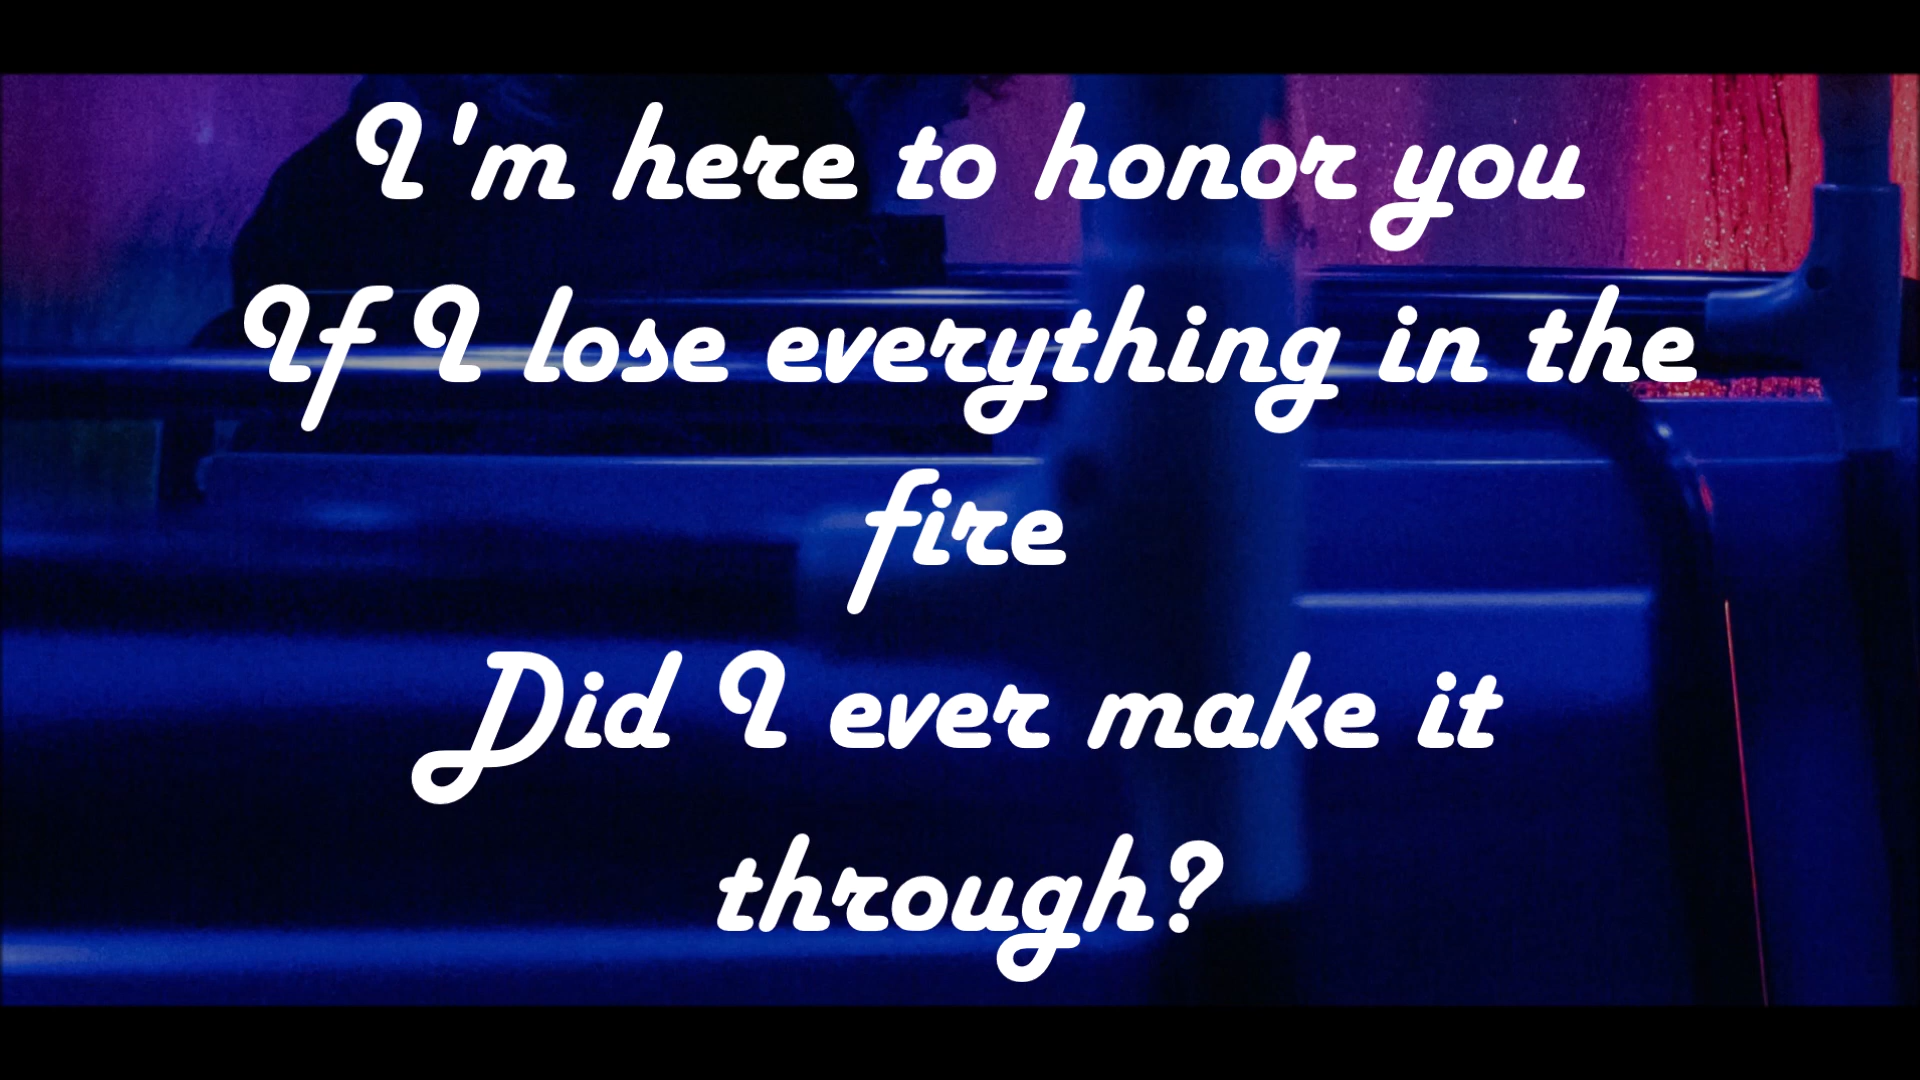 I'm here to honor you
If I lose everything in the
fire
Did I ever make it
through?